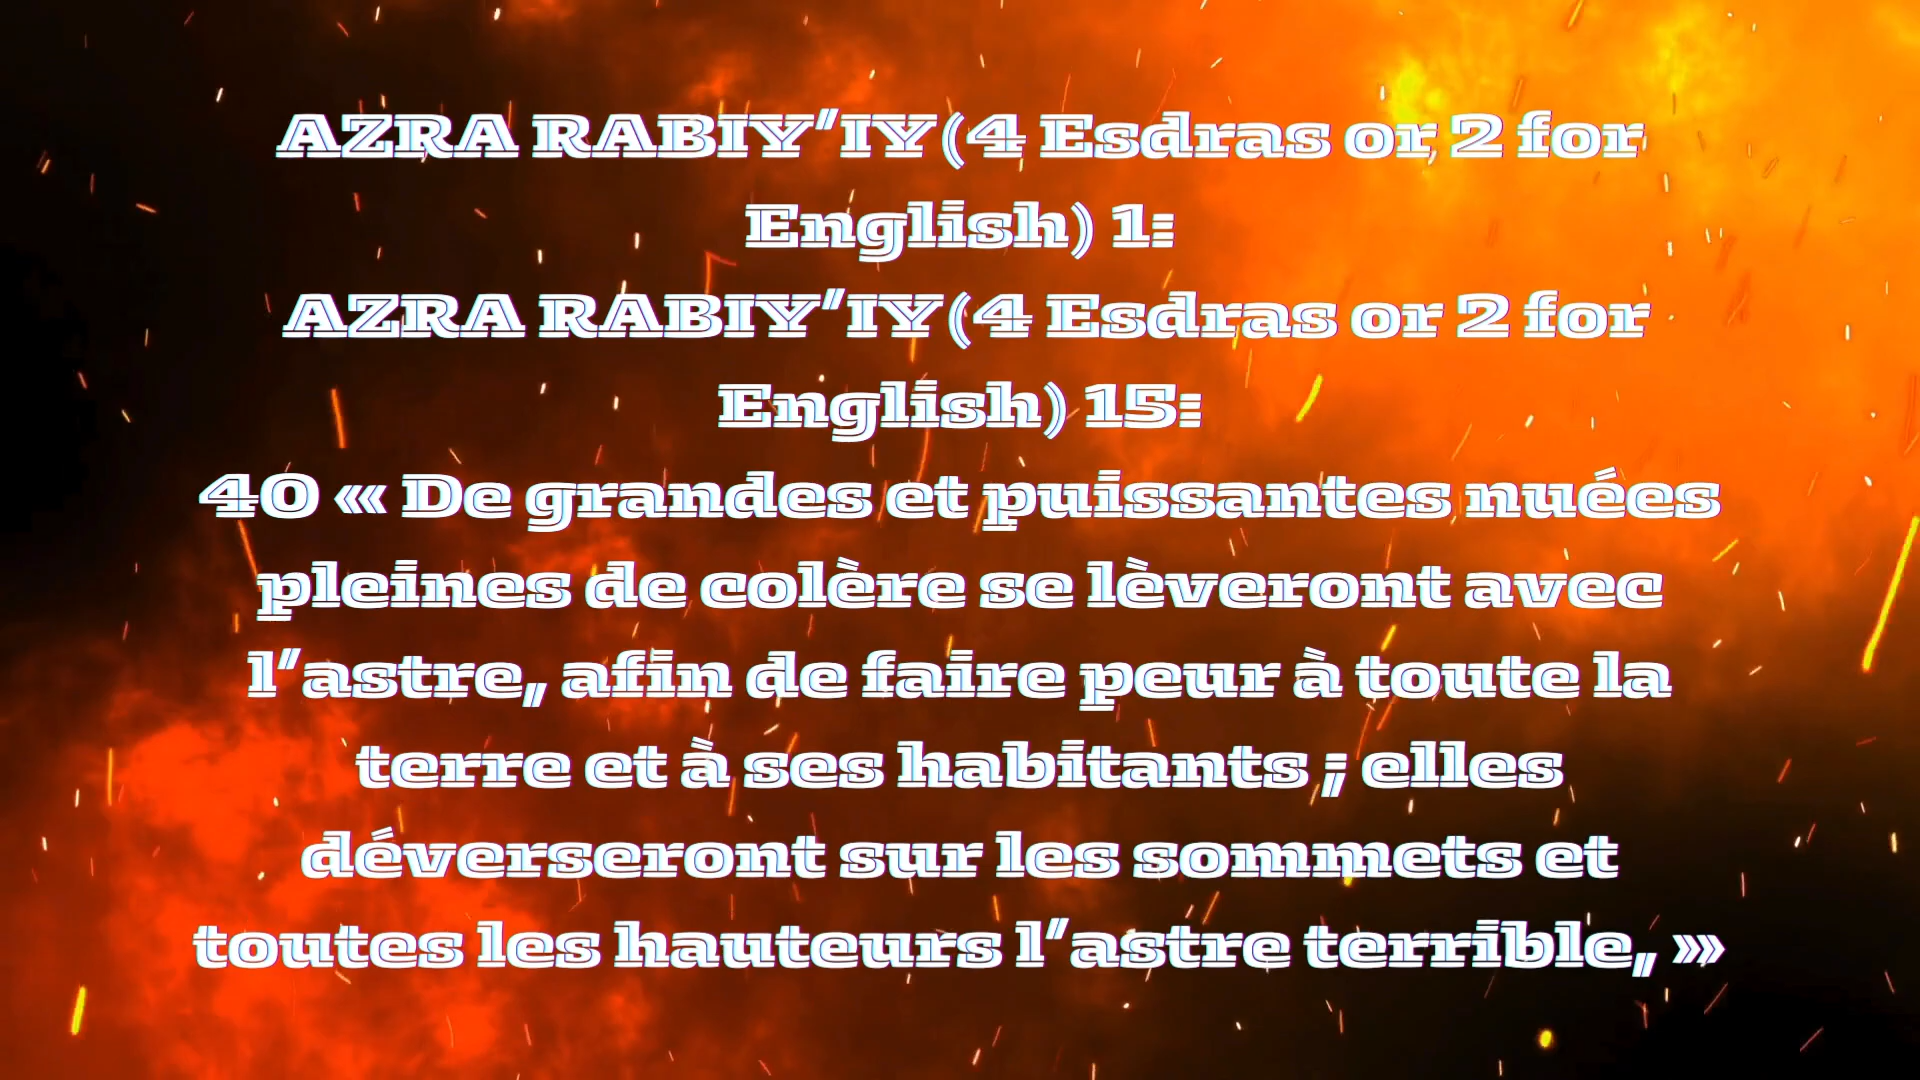 AZRA RABIY’IY(4 Esdras or 2 for
English) 1:
AZRA RABIY’IY(4 Esdras or 2 for
English) 15:
40 « De grandes et puissantes nuées
pleines de colère se lèveront avec
l’astre, afin de faire peur à toute la
terre et à ses habitants ; elles
déverseront sur les sommets et
toutes les hauteurs l’astre terrible, »